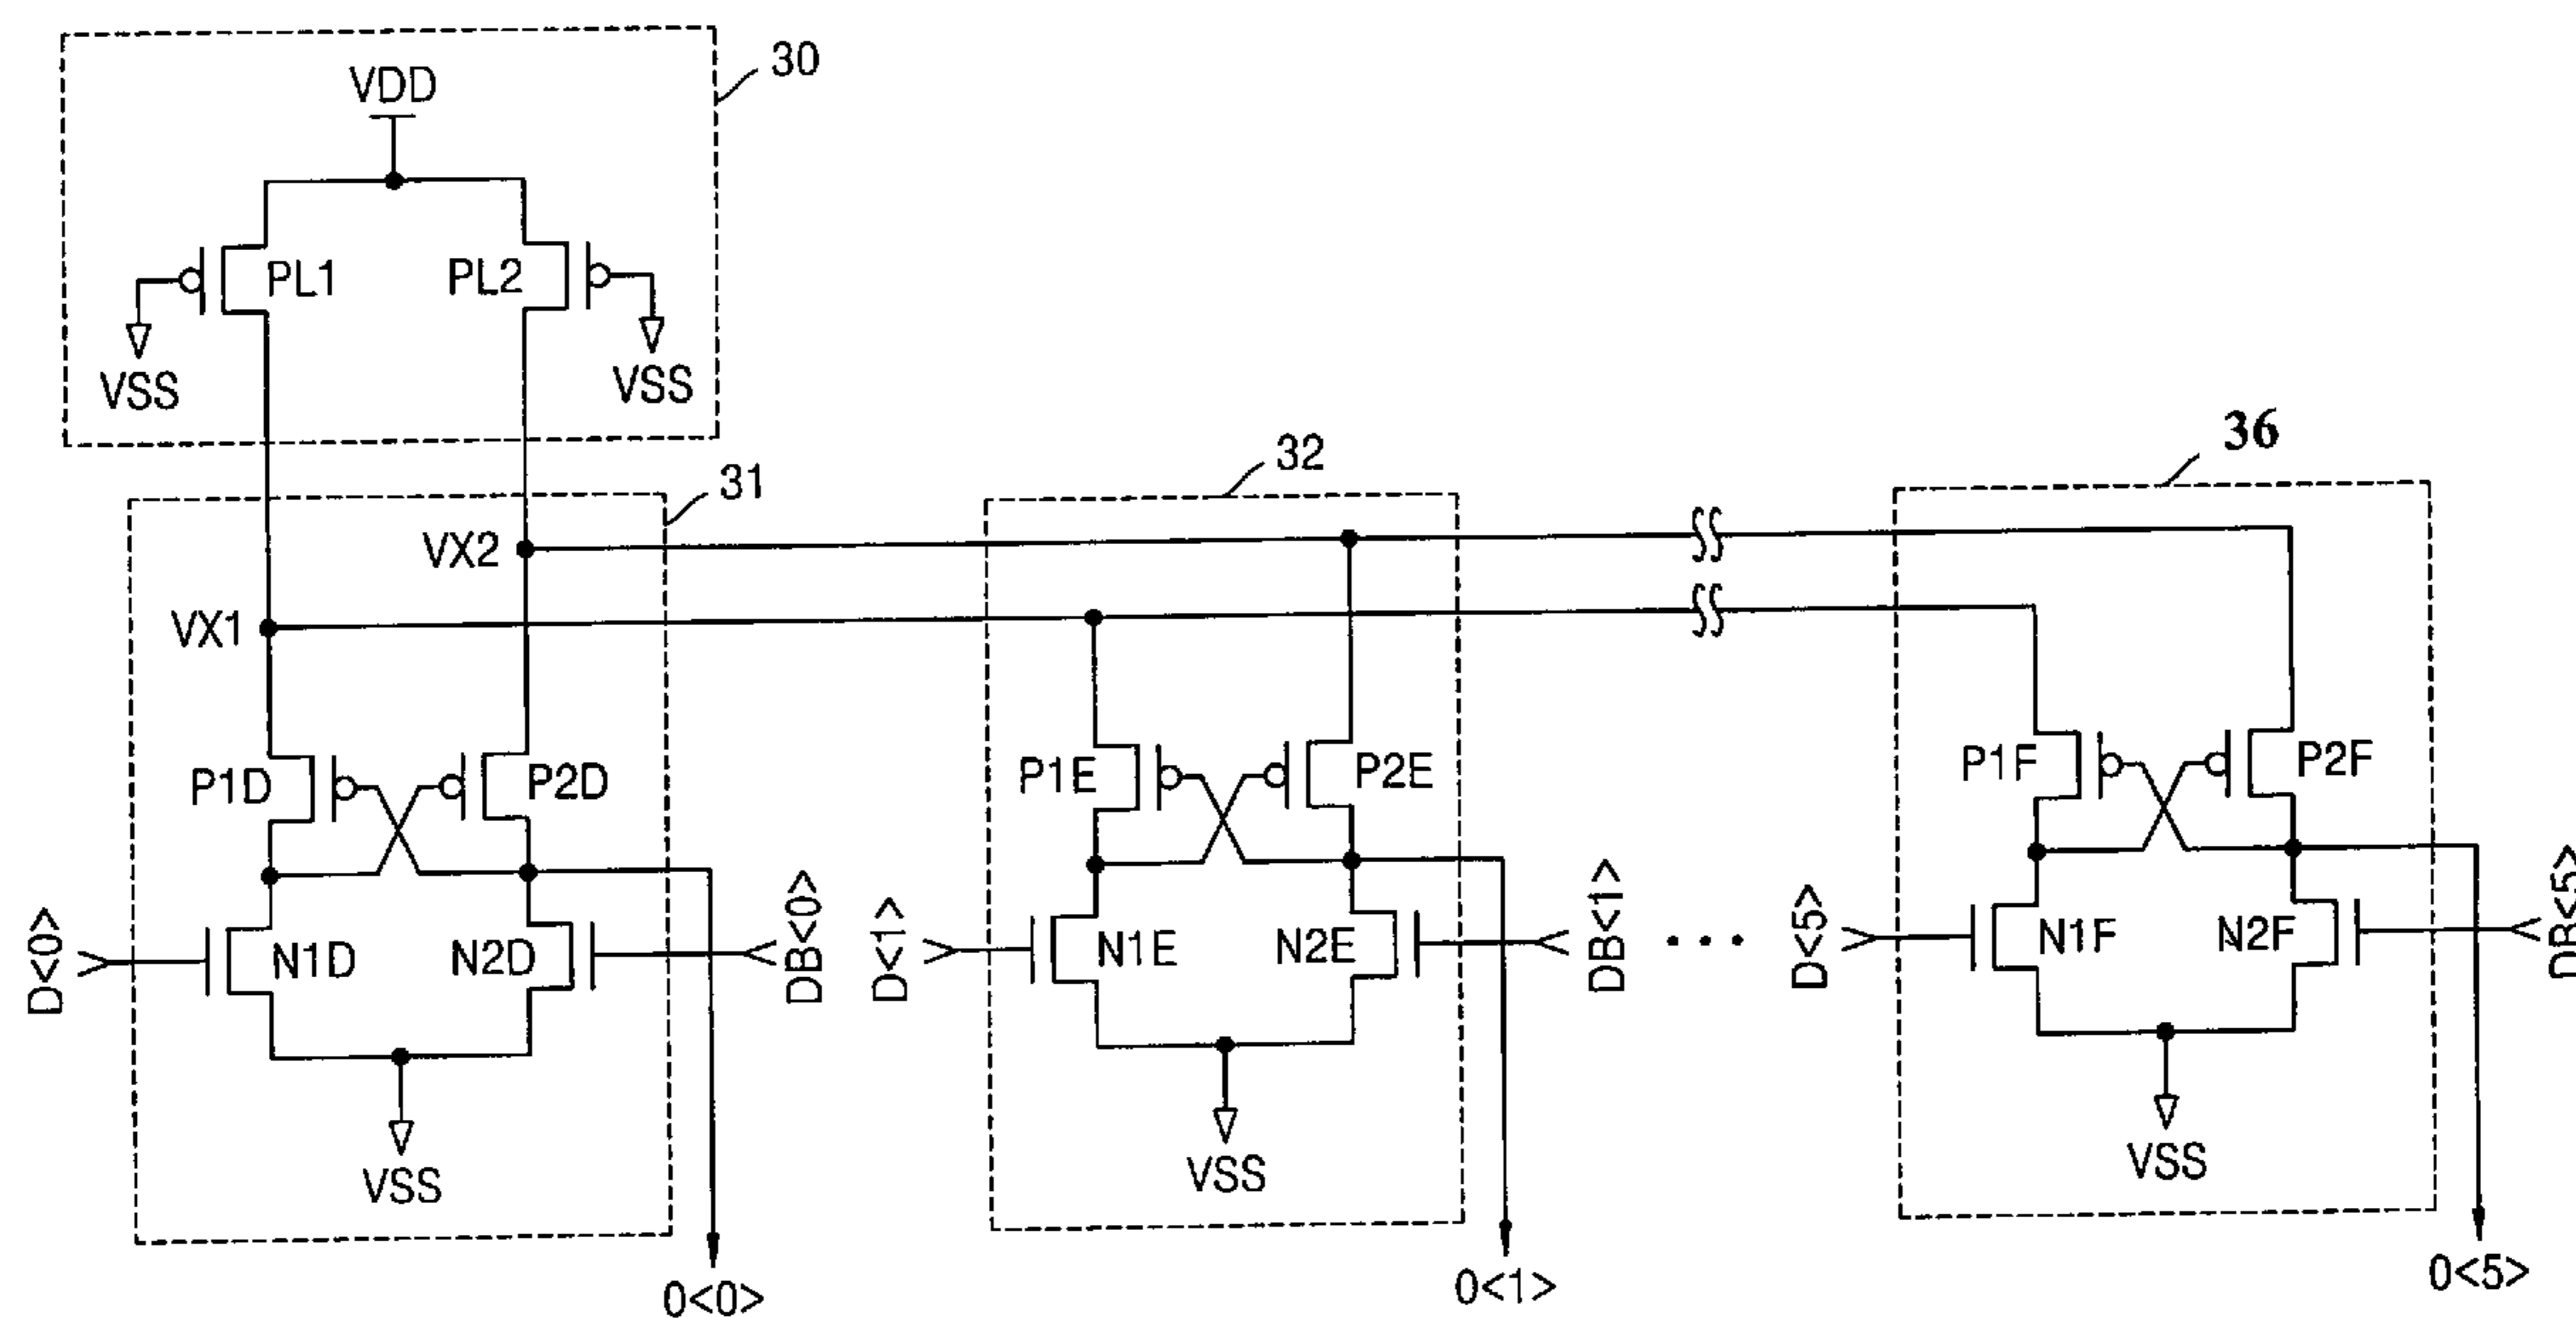 30
VDD
PL1
PL2
VSS
VSS
31
32
36
VX2
VX1
P1D
P2D
P1E
P2E
P1F
P2F
D<0>
N1D
N2D
DB<0>
D<1>
N1E
N2E
DB<1>
D<5>
N1F
N2F
DB<5>
VSS
VSS
VSS
0<0>
0<1>
0<5>